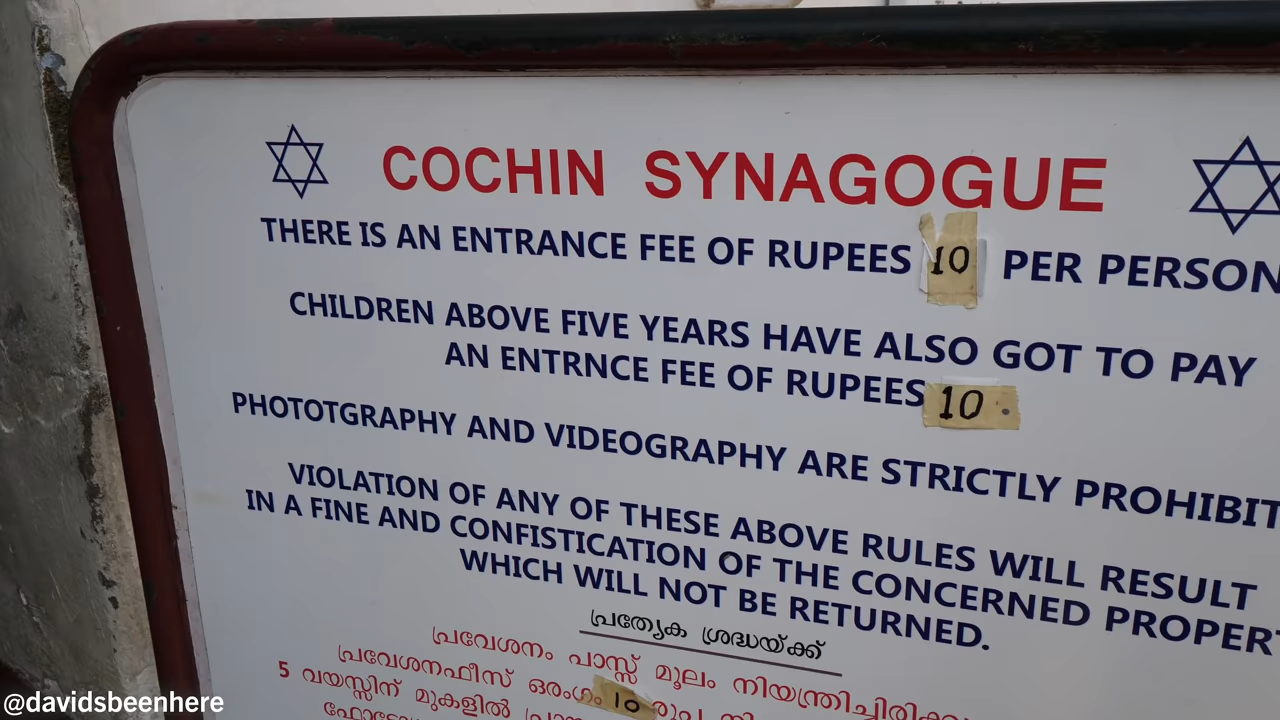 COCHIN SYNAGOGUE
THERE IS AN ENTRANCE FEE OF RUPEES 10 PER PERSON
CHILDREN ABOVE FIVE YEARS HAVE ALSO GOT TO PAY
AN ENTRNCE FEE OF RUPEES 10
PHOTOTGRAPHY AND VIDEOGRAPHY ARE STRICTLY PROHIBIT
VIOLATION OF ANY OF THESE ABOVE RULES WILL RESULT
IN A FINE AND CONFISTICATION OF THE CONCERNED PROPER
WHICH WILL NOT BE RETURNED.
പ്രത്യേക ശ്രദ്ധയ്ക്ക്
പ്രവേശനം പാസ്സ് മൂലം നിയന്ത്രിച്ചിരിക്ക
പ്രവേശനഫീസ് ഒരംഗം 10 രൂപ
5 വയസ്സിന് മുകളിൽ
@davidsbeenhere